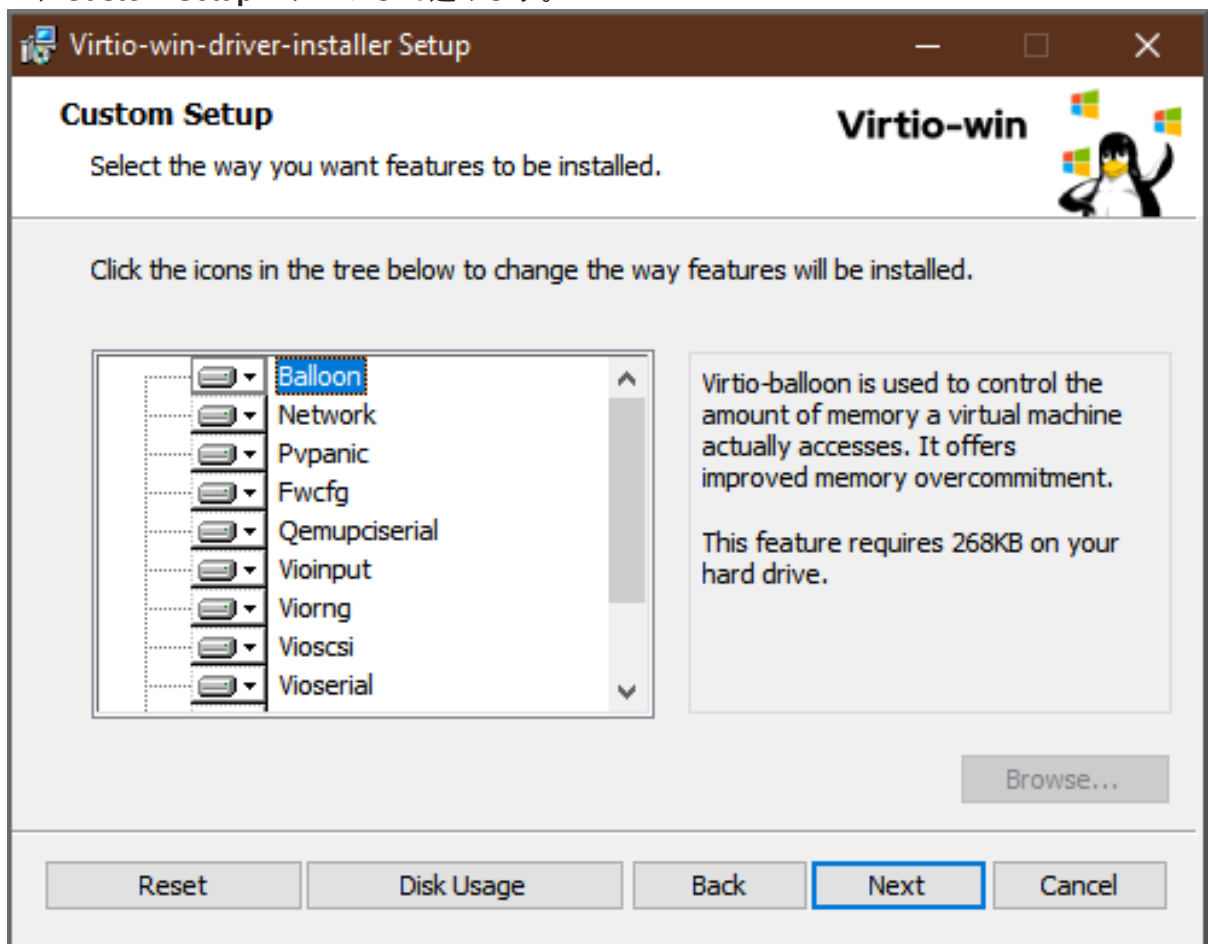 Custom Setup
Virtio-win-driver-installer Setup
Custom Setup
Virtio-win
Select the way you want features to be installed.
Click the icons in the tree below to change the way features will be installed.
Balloon
Network
Pvpanic
Fwcfg
Qemupciserial
Vioinput
Viorng
Vioscsi
Vioserial
Virtio-balloon is used to control the
amount of memory a virtual machine
actually accesses. It offers
improved memory overcommitment.
This feature requires 268KB on your
hard drive.
Browse...
Reset
Disk Usage
Back
Next
Cancel